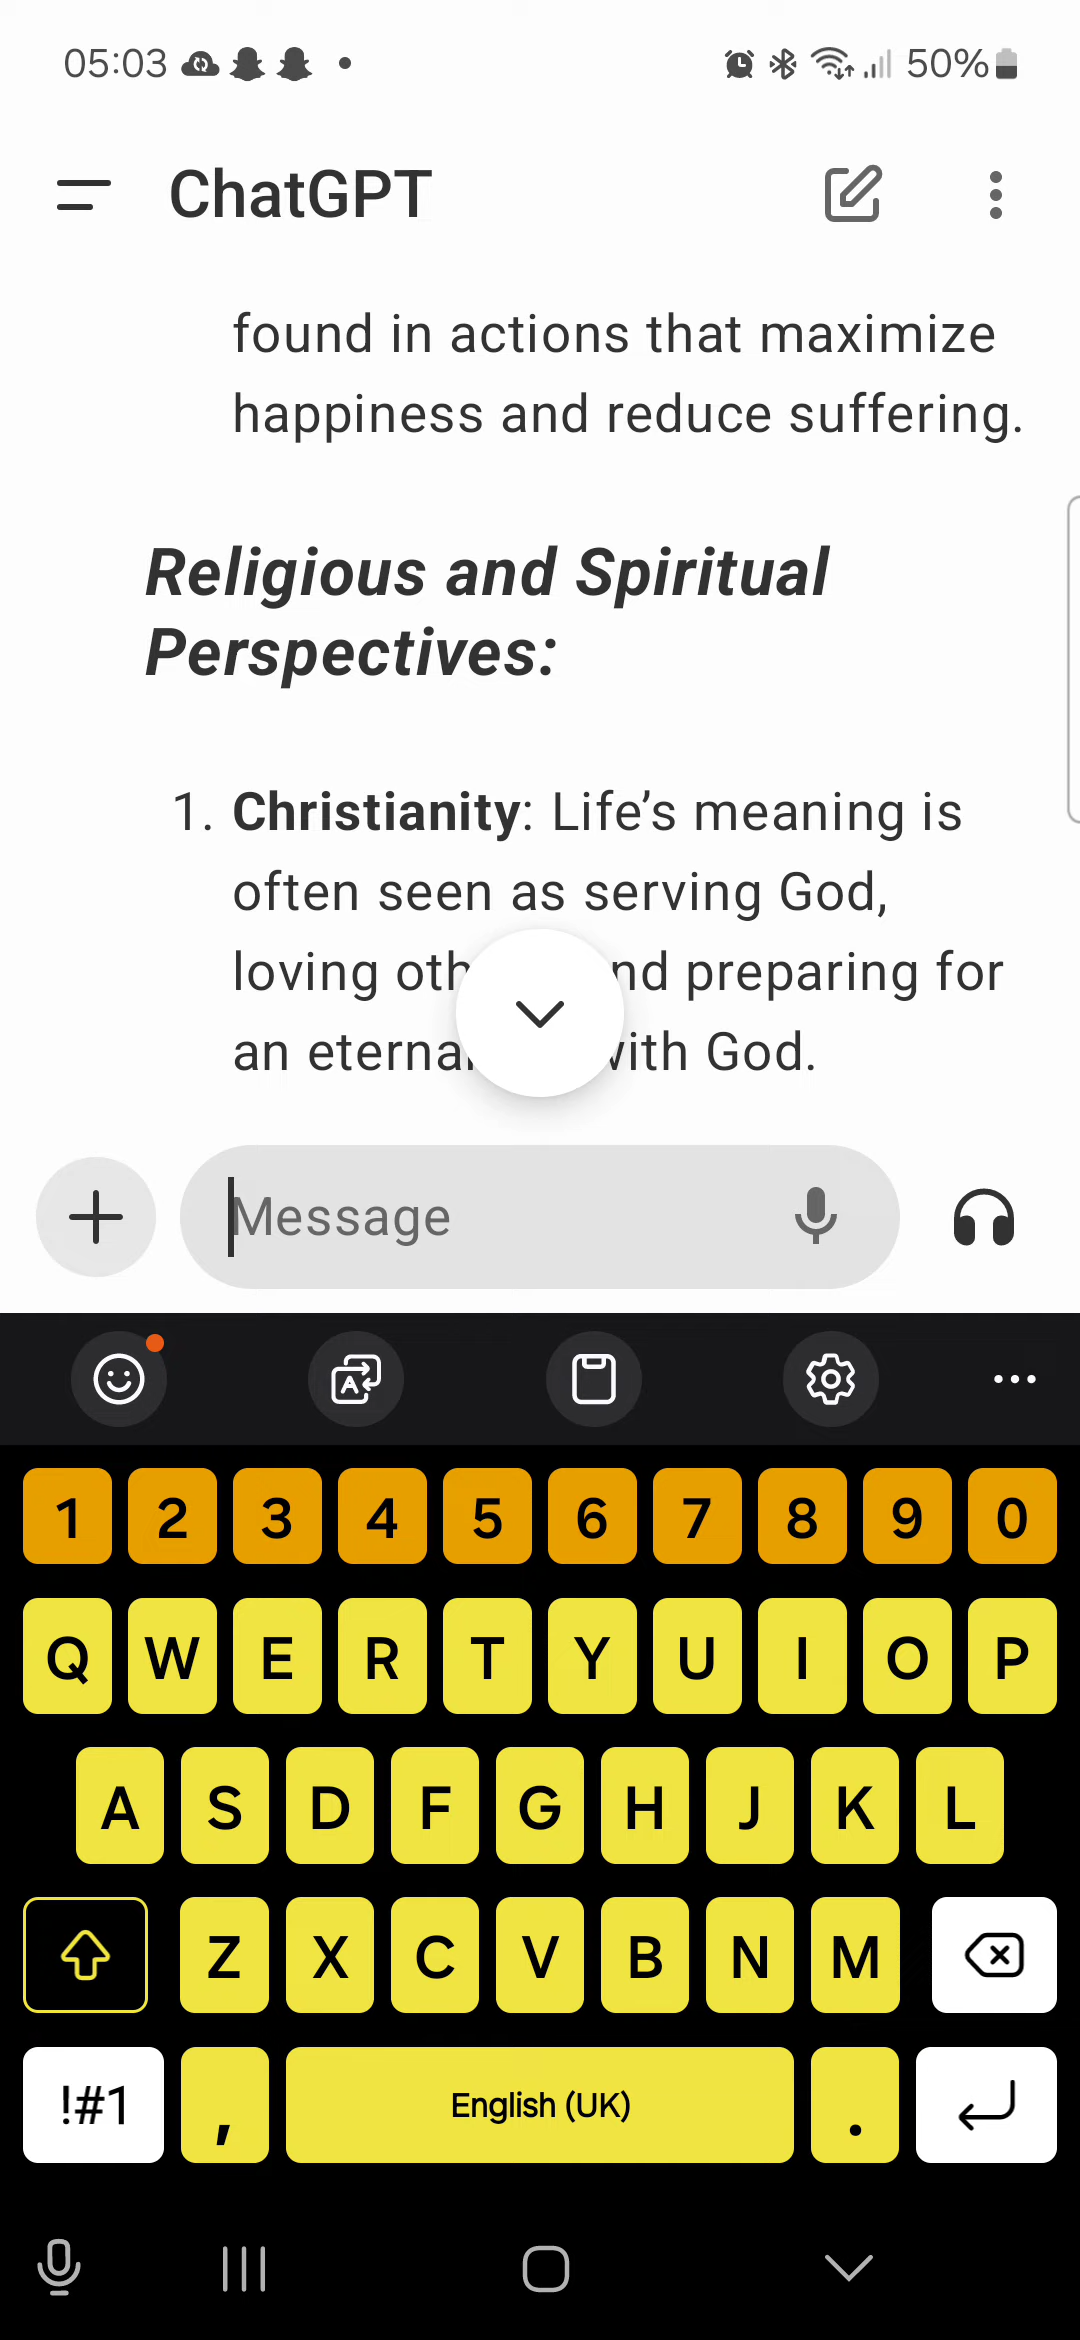 05:03 50%
ChatGPT
found in actions that maximize
happiness and reduce suffering.
Religious and Spiritual
Perspectives:
1. Christianity: Life’s meaning is
often seen as serving God,
loving oth nd preparing for
an eterna with God.
Message
1 2 3 4 5 6 7 8 9 0
Q W E R T Y U I O P
A S D F G H J K L
Z X C V B N M
!#1 , English (UK) .